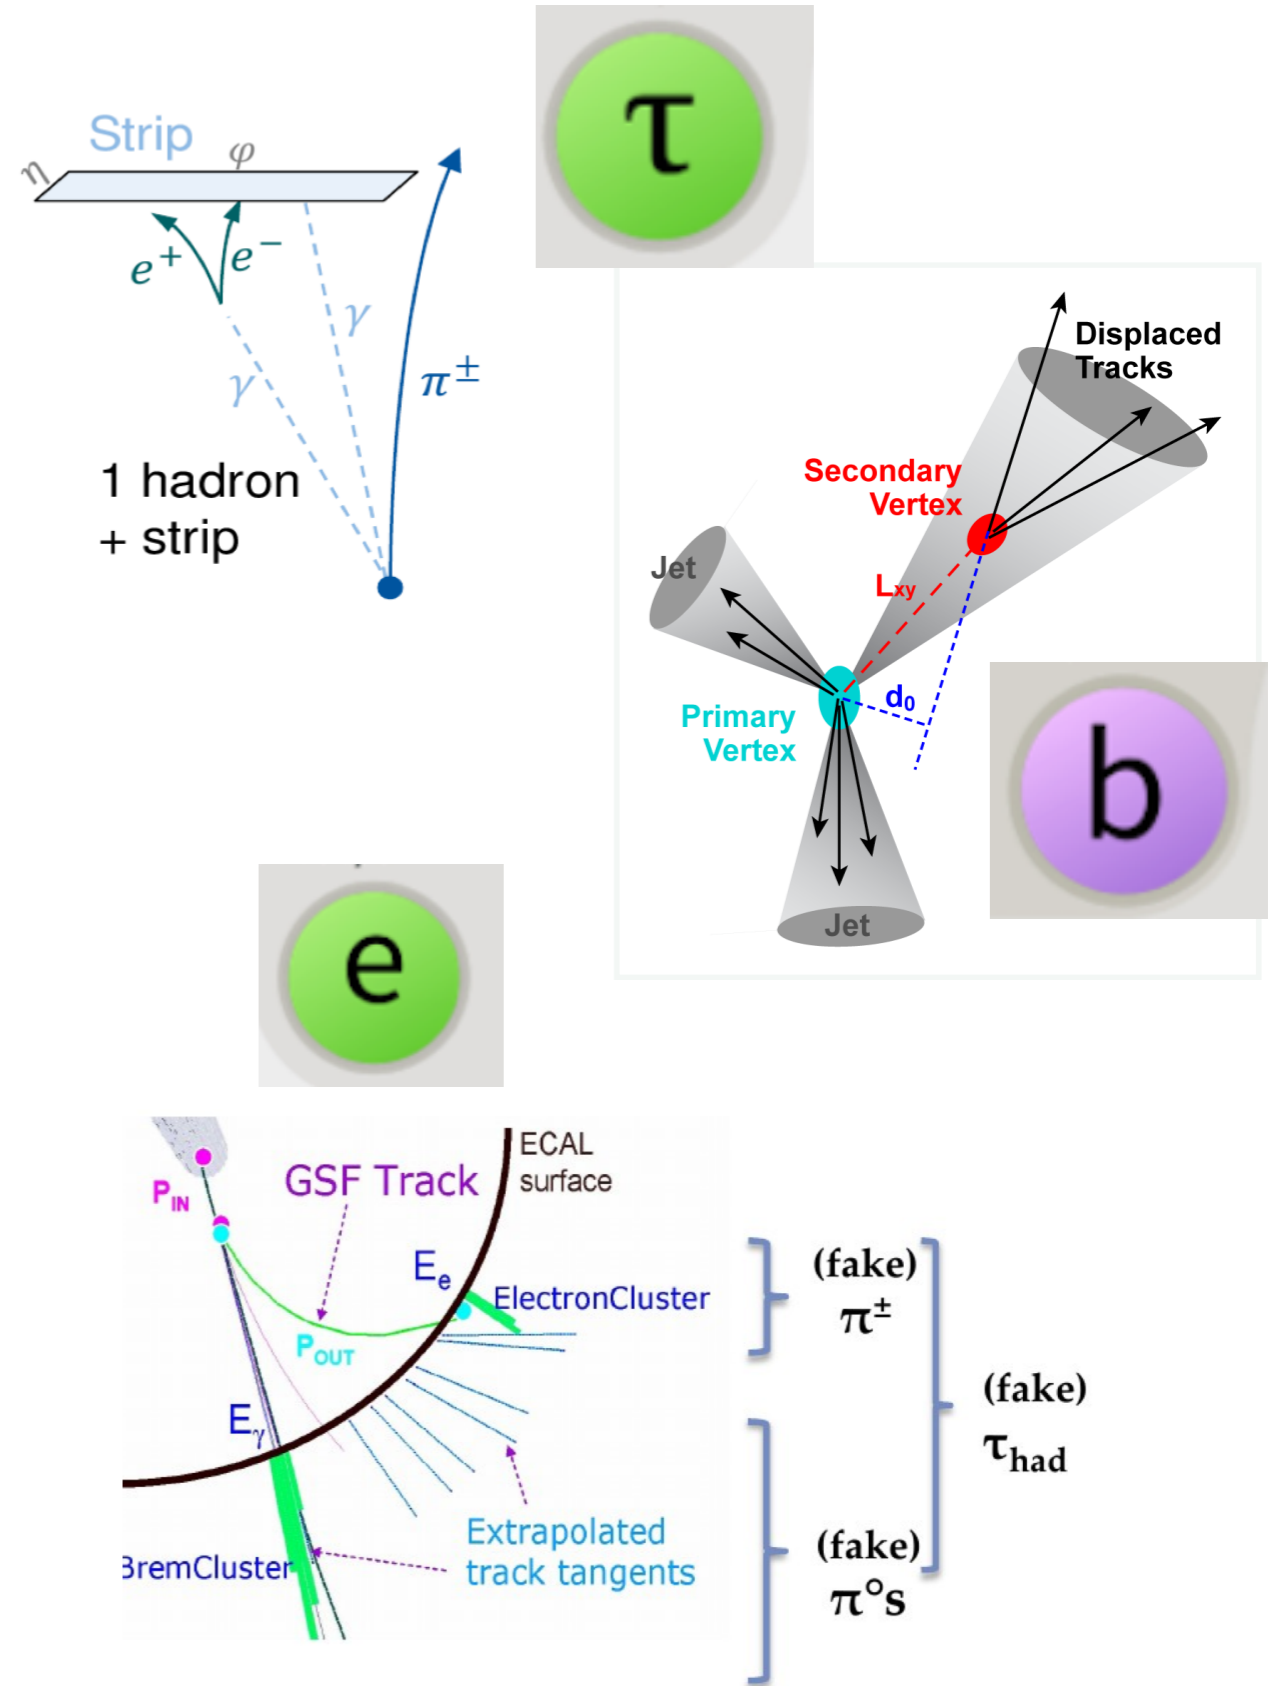 τ
Strip
η
φ
e⁺
e⁻
γ
γ
π±
1 hadron
+ strip
Displaced
Tracks
Secondary
Vertex
Jet
Lxy
d0
Primary
Vertex
b
Jet
e
ECAL
surface
GSF Track
PIN
Ee
ElectronCluster
POUT
Eγ
Extrapolated
track tangents
BremCluster
(fake)
π±
(fake)
τhad
(fake)
π°s